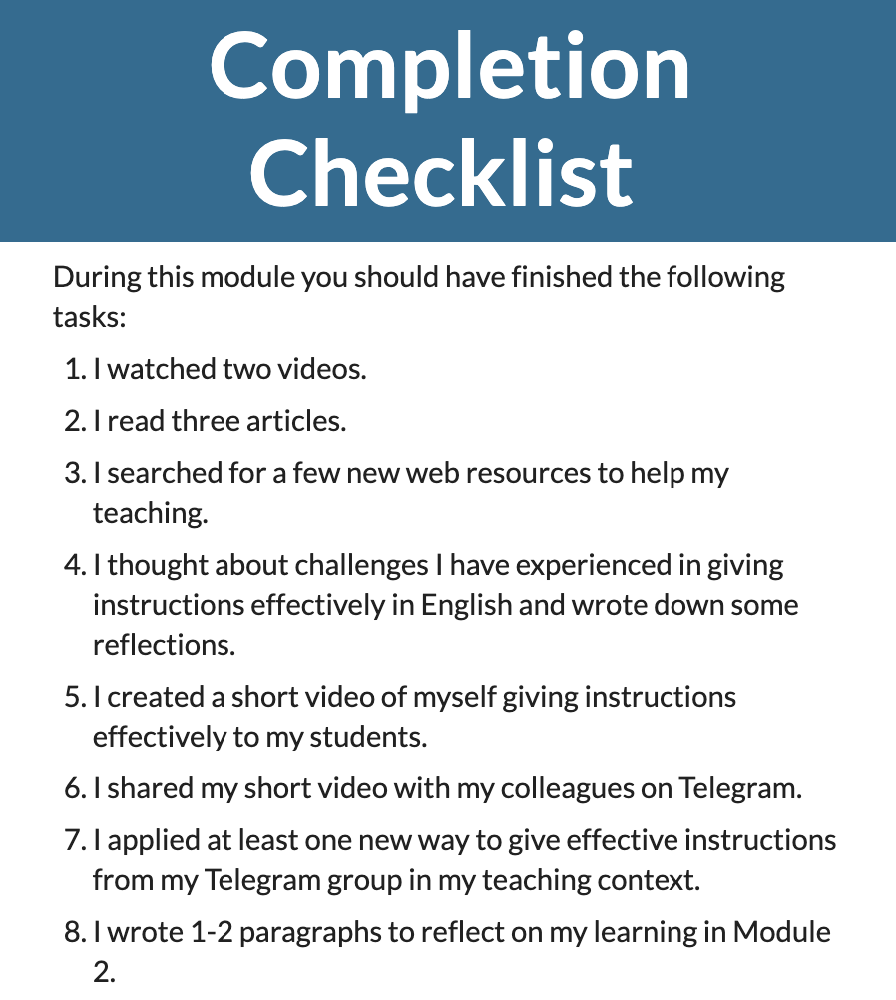 Completion
Checklist
During this module you should have finished the following
tasks:
1. I watched two videos.
2. I read three articles.
3. I searched for a few new web resources to help my
teaching.
4. I thought about challenges I have experienced in giving
instructions effectively in English and wrote down some
reflections.
5. I created a short video of myself giving instructions
effectively to my students.
6. I shared my short video with my colleagues on Telegram.
7. I applied at least one new way to give effective instructions
from my Telegram group in my teaching context.
8. I wrote 1-2 paragraphs to reflect on my learning in Module
2.